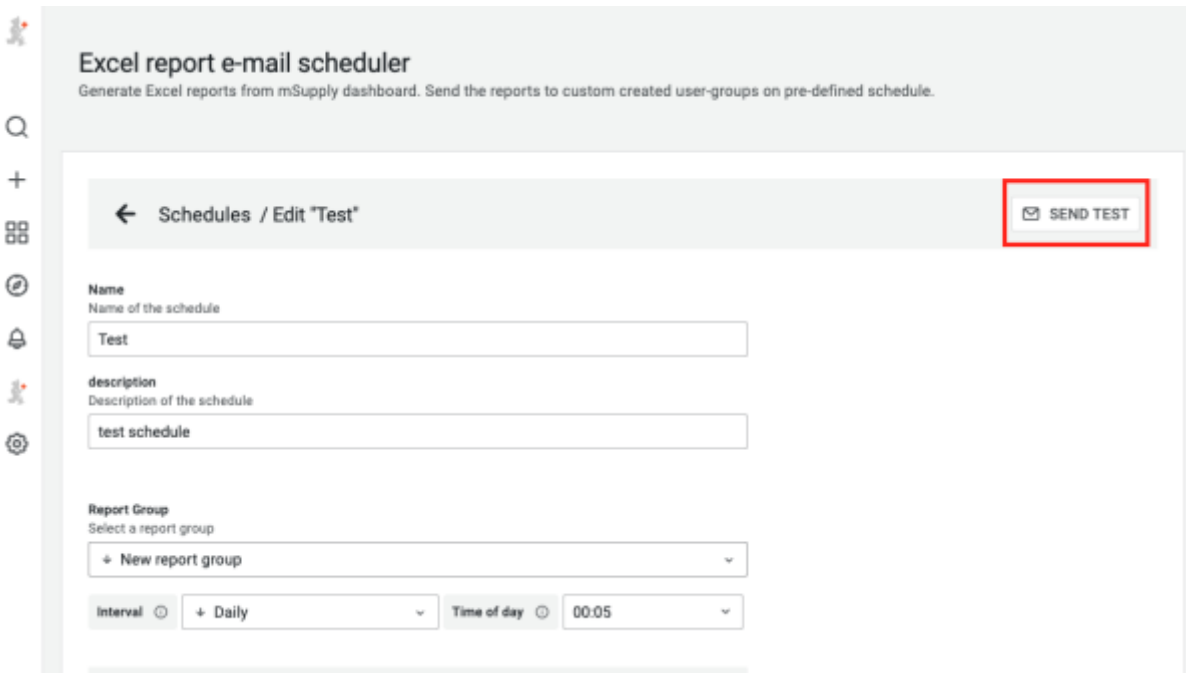 Excel report e-mail scheduler
Generate Excel reports from mSupply dashboard. Send the reports to custom created user-groups on pre-defined schedule.
Schedules / Edit "Test"
SEND TEST
Name
Name of the schedule
Test
description
Description of the schedule
test schedule
Report Group
Select a report group
New report group
Interval Daily Time of day 00:05